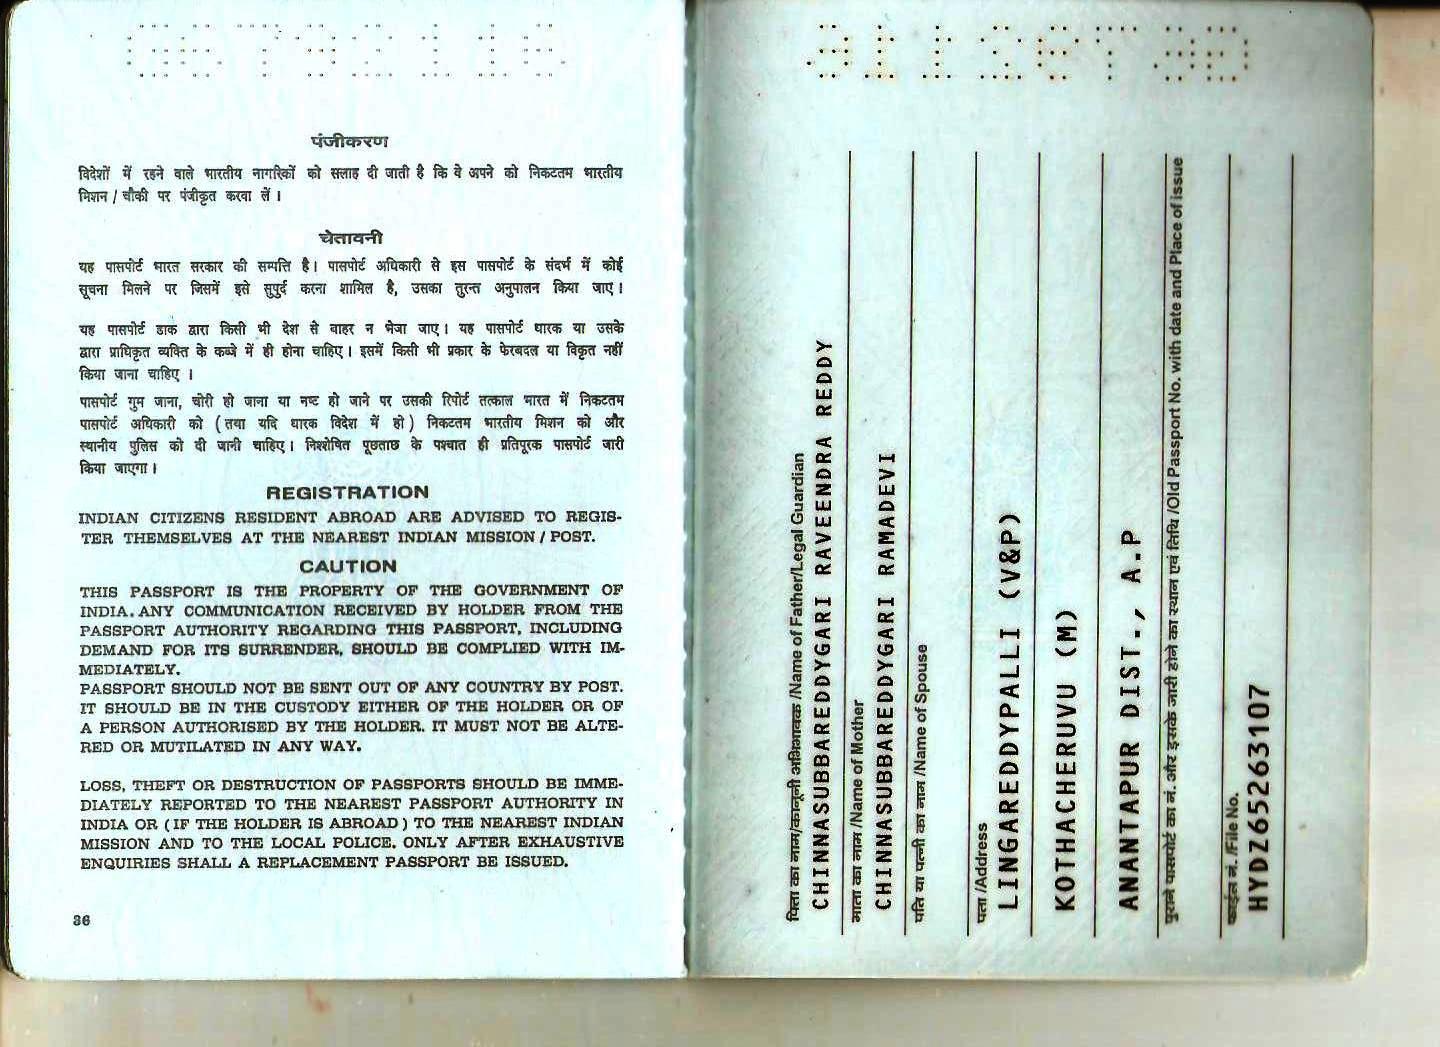 पंजीकरण
विदेशों में रहने वाले भारतीय नागरिकों को सलाह दी जाती है कि वे अपने को निकटतम भारतीय
मिशन / चौकी पर पंजीकृत करवा लें ।
चेतावनी
यह पासपोर्ट भारत सरकार की सम्पत्ति है। पासपोर्ट अधिकारी से इस पासपोर्ट के संदर्भ में कोई
सूचना मिलने पर जिसमें इसे सुपुर्द करना शामिल है, उसका तुरन्त अनुपालन किया जाए।
यह पासपोर्ट डाक द्वारा किसी भी देश से बाहर न भेजा जाए। यह पासपोर्ट धारक या उसके
द्वारा प्राधिकृत व्यक्ति के कब्जे में ही होना चाहिए। इसमें किसी भी प्रकार के फेरबदल या विकृत नहीं
किया जाना चाहिए ।
पासपोर्ट गुम जाना, चोरी हो जाना या नष्ट हो जाने पर उसकी रिपोर्ट तत्काल भारत में निकटतम
पासपोर्ट अधिकारी को ( तथा यदि धारक विदेश में हो ) निकटतम भारतीय मिशन को और
स्थानीय पुलिस को दी जानी चाहिए। निश्शेषित पूछताछ के पश्चात ही प्रतिपूरक पासपोर्ट जारी
किया जाएगा ।
REGISTRATION
INDIAN CITIZENS RESIDENT ABROAD ARE ADVISED TO REGIS-
TER THEMSELVES AT THE NEAREST INDIAN MISSION / POST.
CAUTION
THIS PASSPORT IS THE PROPERTY OF THE GOVERNMENT OF
INDIA. ANY COMMUNICATION RECEIVED BY HOLDER FROM THE
PASSPORT AUTHORITY REGARDING THIS PASSPORT, INCLUDING
DEMAND FOR ITS SURRENDER, SHOULD BE COMPLIED WITH IM-
MEDIATELY.
PASSPORT SHOULD NOT BE SENT OUT OF ANY COUNTRY BY POST.
IT SHOULD BE IN THE CUSTODY EITHER OF THE HOLDER OR OF
A PERSON AUTHORISED BY THE HOLDER. IT MUST NOT BE ALTE-
RED OR MUTILATED IN ANY WAY.
LOSS, THEFT OR DESTRUCTION OF PASSPORTS SHOULD BE IMME-
DIATELY REPORTED TO THE NEAREST PASSPORT AUTHORITY IN
INDIA OR ( IF THE HOLDER IS ABROAD ) TO THE NEAREST INDIAN
MISSION AND TO THE LOCAL POLICE. ONLY AFTER EXHAUSTIVE
ENQUIRIES SHALL A REPLACEMENT PASSPORT BE ISSUED.
36
पिता का नाम/कानूनी अभिभावक /Name of Father/Legal Guardian
CHINNASUBBAREDDYGARI RAVEENDRA REDDY
माता का नाम /Name of Mother
CHINNASUBBAREDDYGARI RAMADEVI
पति या पत्नी का नाम /Name of Spouse
पता /Address
LINGAREDDYPALLI (V&P)
KOTHACHERUVU (M)
ANANTAPUR DIST., A.P
पुराने पासपोर्ट का नं. और इसके जारी होने का स्थान एवं तिथि /Old Passport No. with date and Place of issue
फाईल नं. /File No.
HYDZ65263107